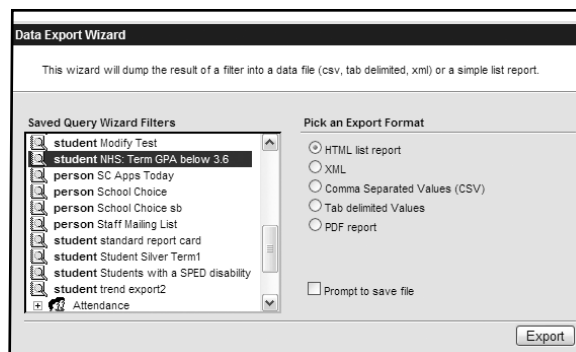 Data Export Wizard
This wizard will dump the result of a filter into a data file (csv, tab delimited, xml) or a simple list report.
Saved Query Wizard Filters
student Modify Test
student NHS: Term GPA below 3.6
person SC Apps Today
person School Choice
person School Choice sb
person Staff Mailing List
student standard report card
student Student Silver Term1
student Students with a SPED disability
student trend export2
Attendance
Pick an Export Format
HTML list report
XML
Comma Separated Values (CSV)
Tab delimited Values
PDF report
Prompt to save file
Export